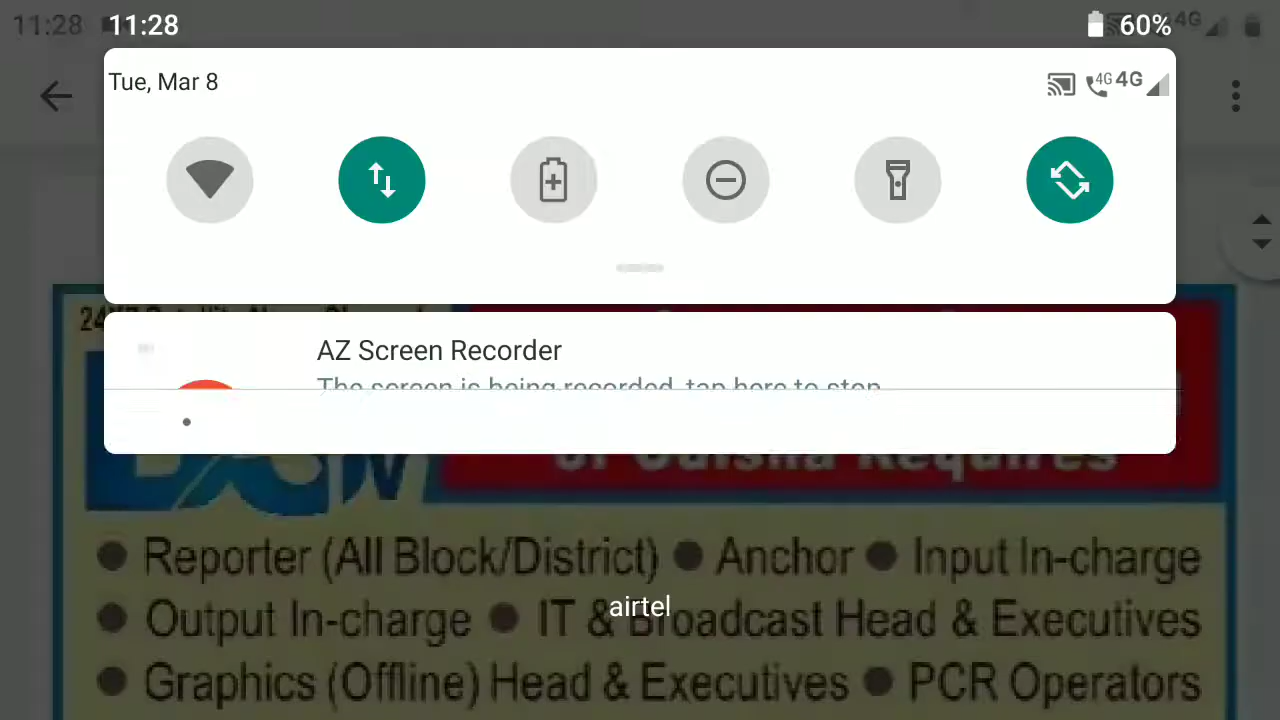 11:28 11:28 60% 4G
Tue, Mar 8 4G 4G
AZ Screen Recorder
The screen is being recorded, tap here to stop
of Odisha Requires
• Reporter (All Block/District) • Anchor • Input In-charge
• Output In-charge • IT & Broadcast Head & Executives
airtel
• Graphics (Offline) Head & Executives • PCR Operators